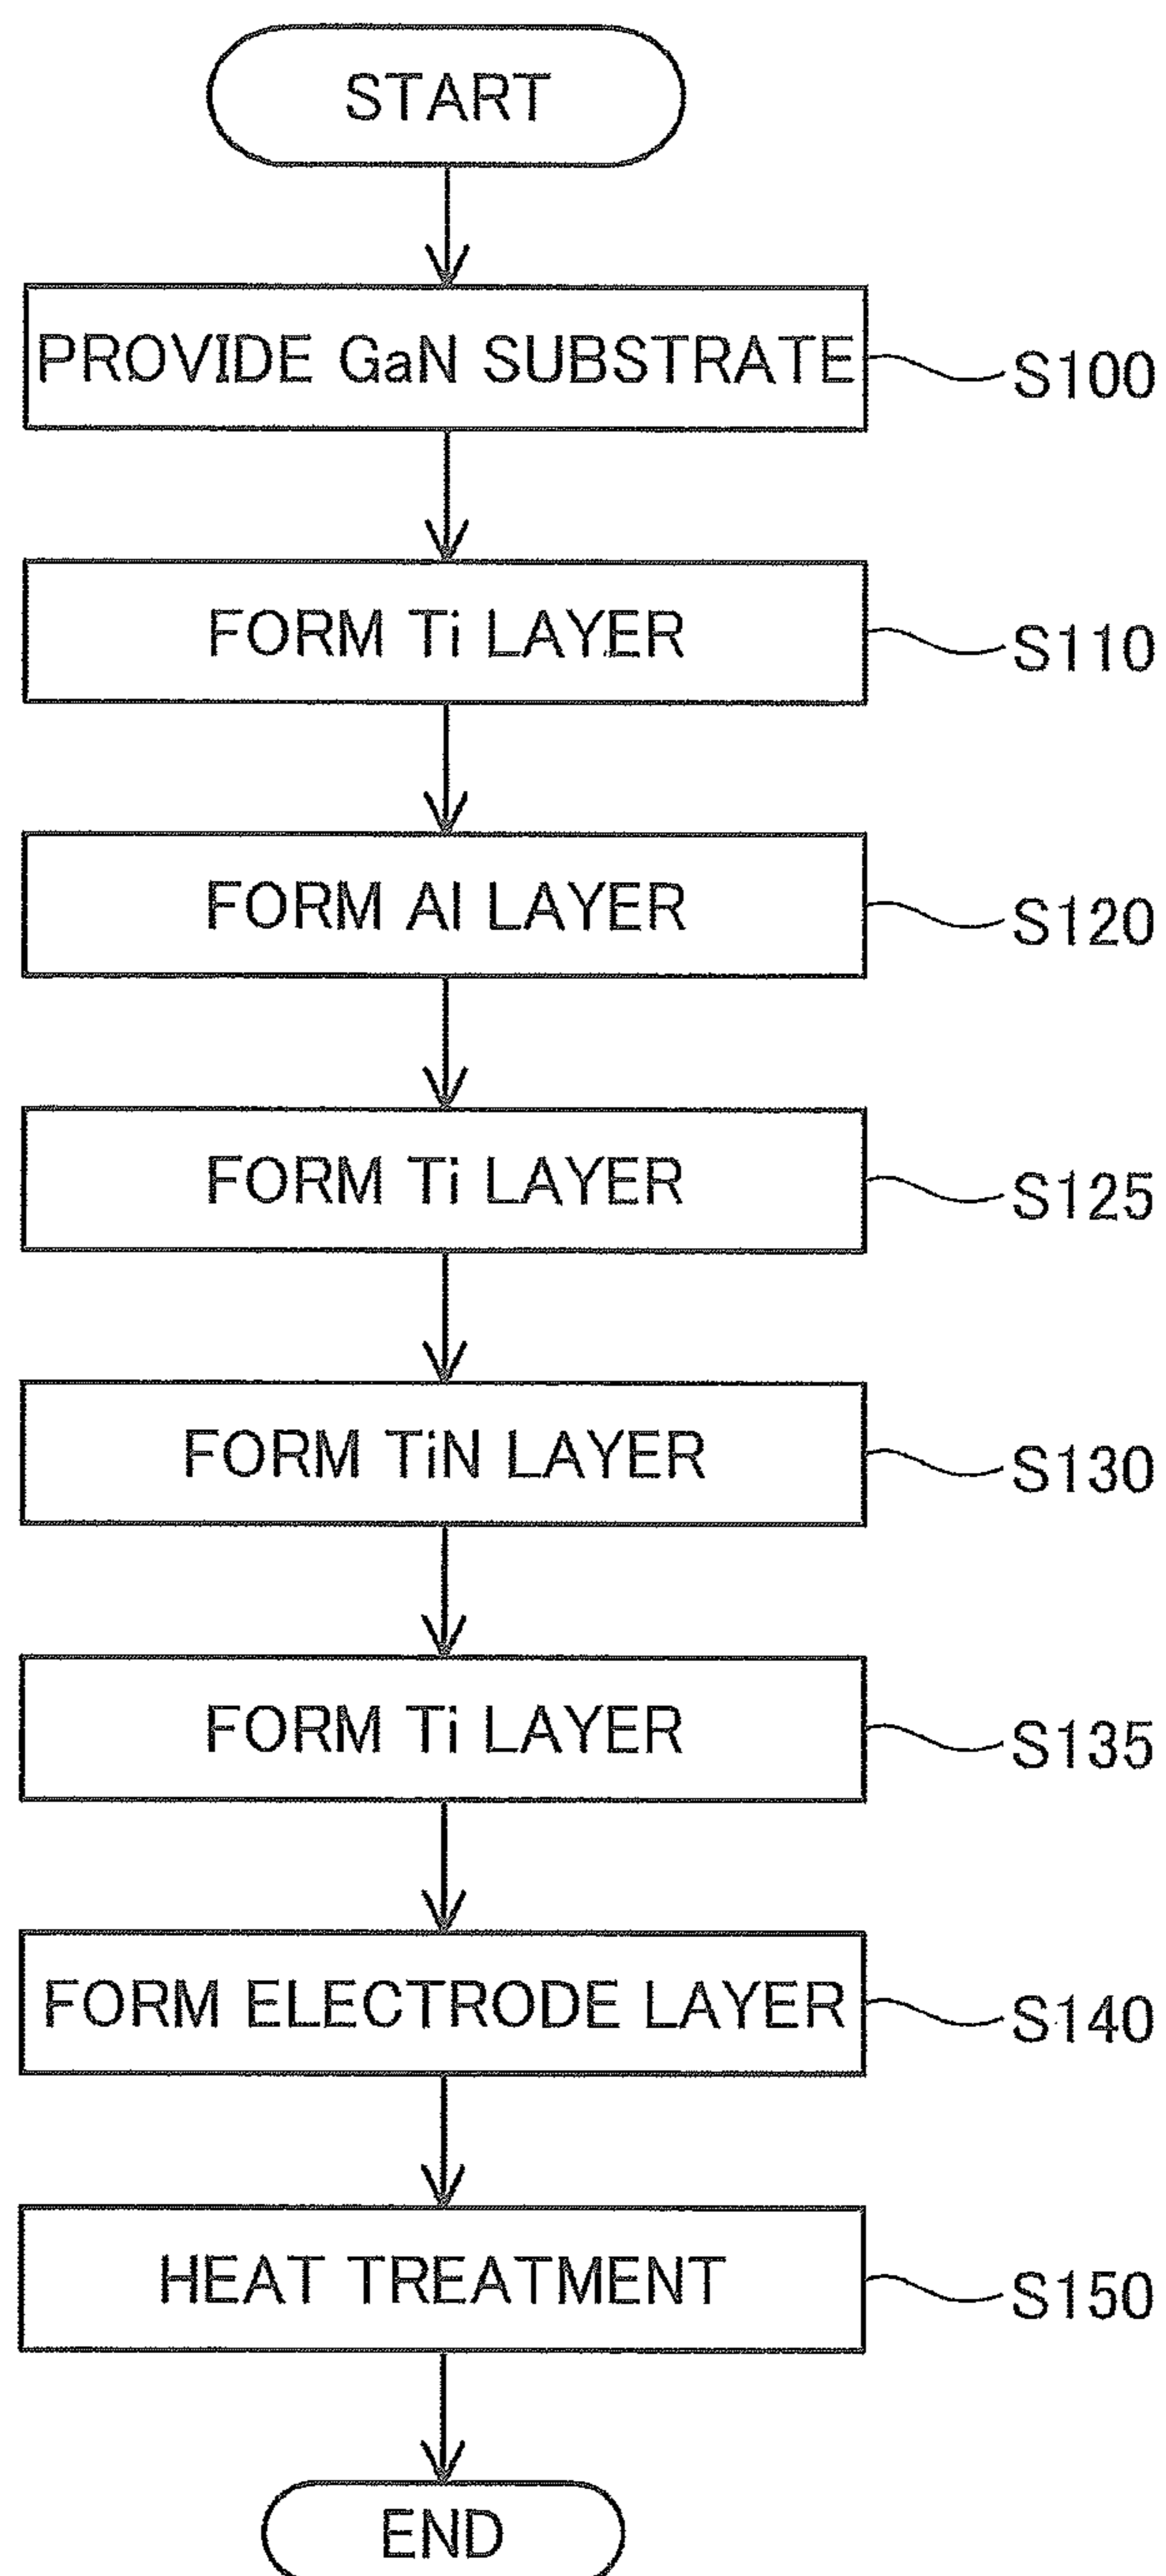 START
PROVIDE GaN SUBSTRATE S100
FORM Ti LAYER S110
FORM Al LAYER S120
FORM Ti LAYER S125
FORM TiN LAYER S130
FORM Ti LAYER S135
FORM ELECTRODE LAYER S140
HEAT TREATMENT S150
END